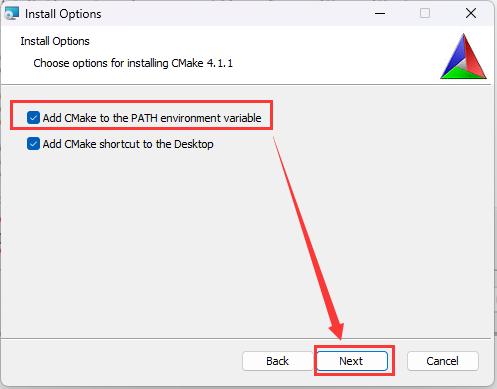 Install Options
Install Options
Choose options for installing CMake 4.1.1
Add CMake to the PATH environment variable
Add CMake shortcut to the Desktop
Back Next Cancel